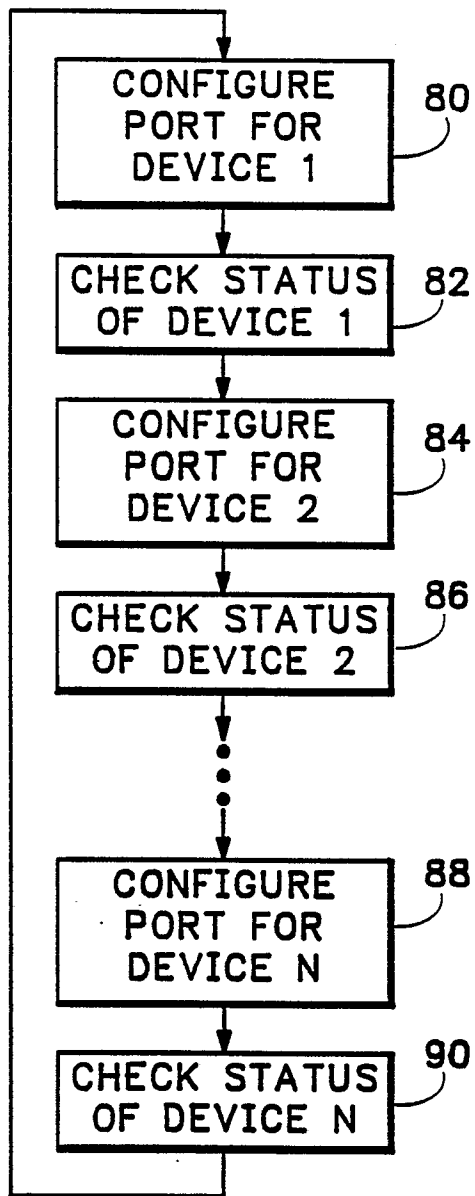 CONFIGURE
PORT FOR
DEVICE 1
80
CHECK STATUS
OF DEVICE 1
82
CONFIGURE
PORT FOR
DEVICE 2
84
CHECK STATUS
OF DEVICE 2
86
CONFIGURE
PORT FOR
DEVICE N
88
CHECK STATUS
OF DEVICE N
90